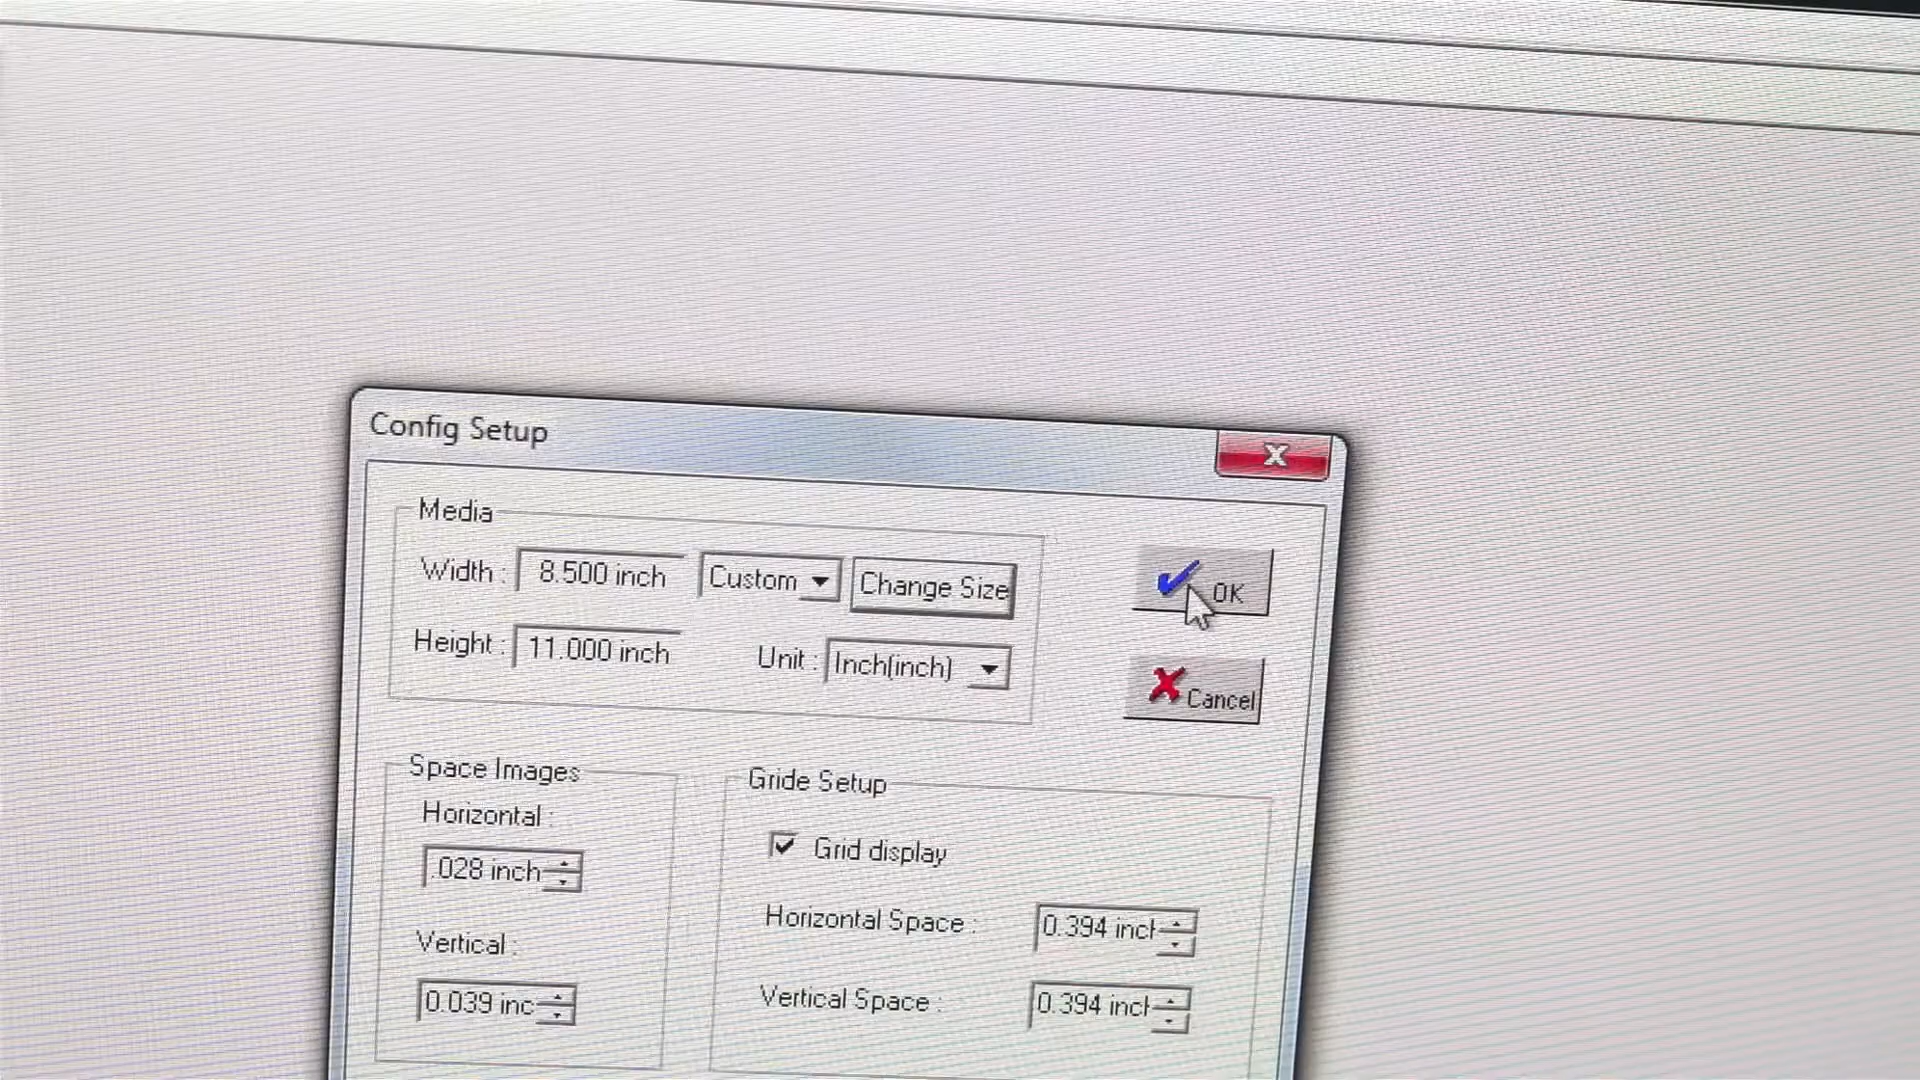 Config Setup
Media
Width : 8.500 inch Custom Change Size
OK
Height : 11.000 inch Unit : Inch(inch)
Cancel
Space Images
Gride Setup
Horizontal :
Grid display
.028 inch
Horizontal Space : 0.394 inch
Vertical :
0.039 inc
Vertical Space : 0.394 inch